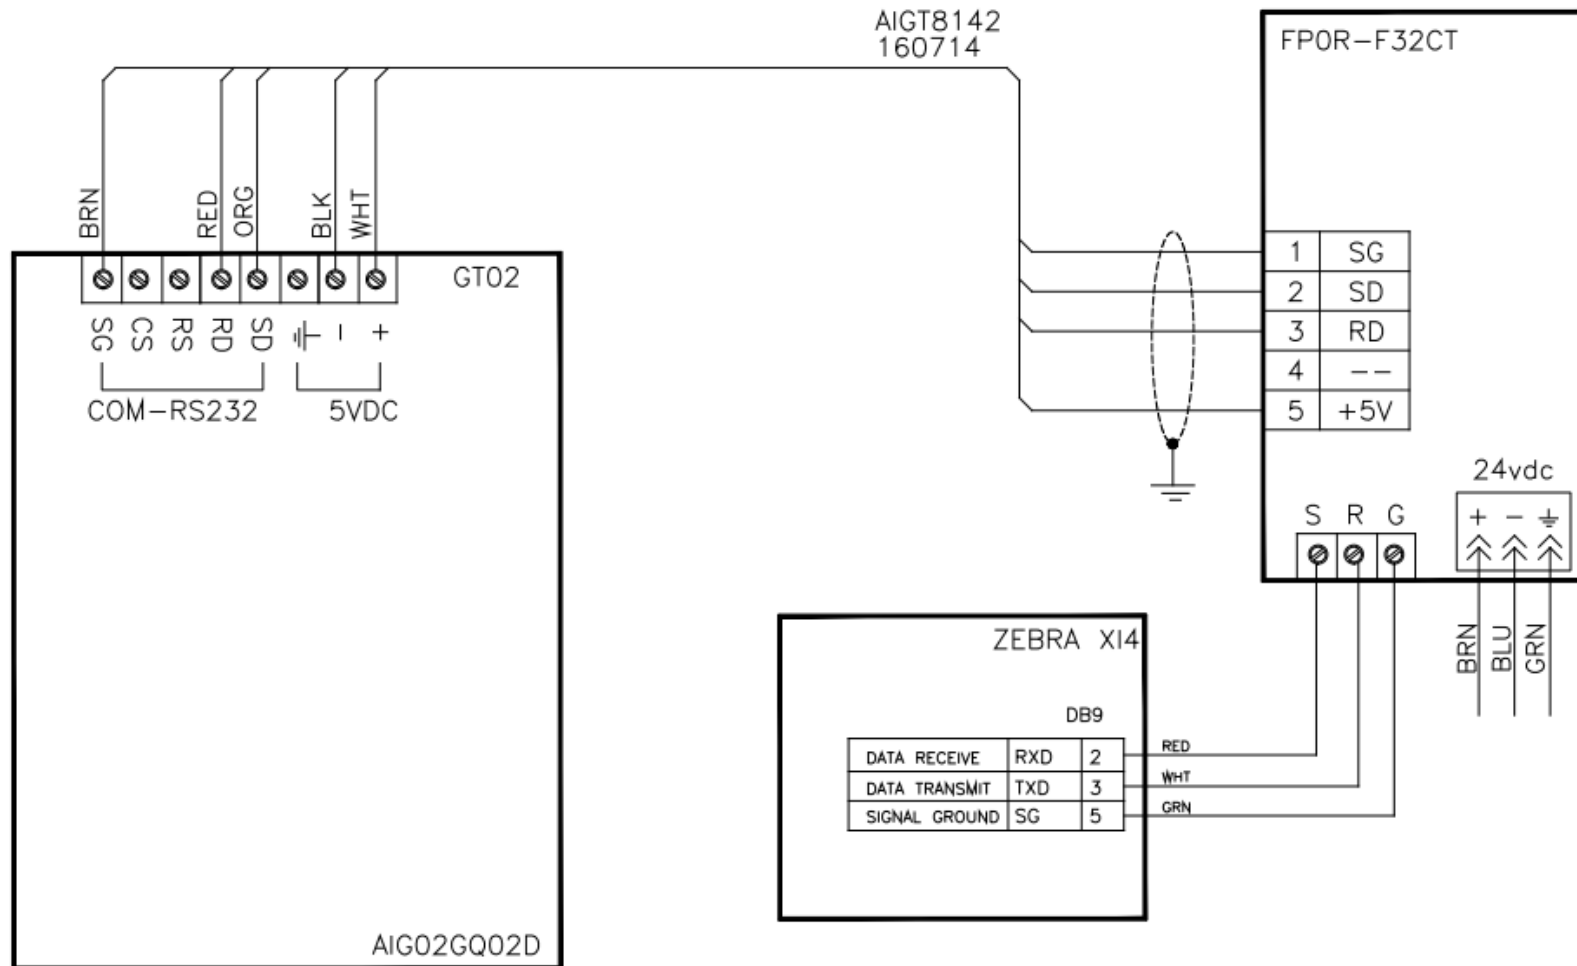 AIGT8142
160714
FP0R-F32CT
BRN
RED
ORG
BLK
WHT
GT02
SG
CS
RS
RD
SD
-
+
COM-RS232
5VDC
1 SG
2 SD
3 RD
4 --
5 +5V
24vdc
+ -
S R G
BRN
BLU
GRN
ZEBRA XI4
DB9
DATA RECEIVE RXD 2 RED
DATA TRANSMIT TXD 3 WHT
SIGNAL GROUND SG 5 GRN
AIG02GQ02D